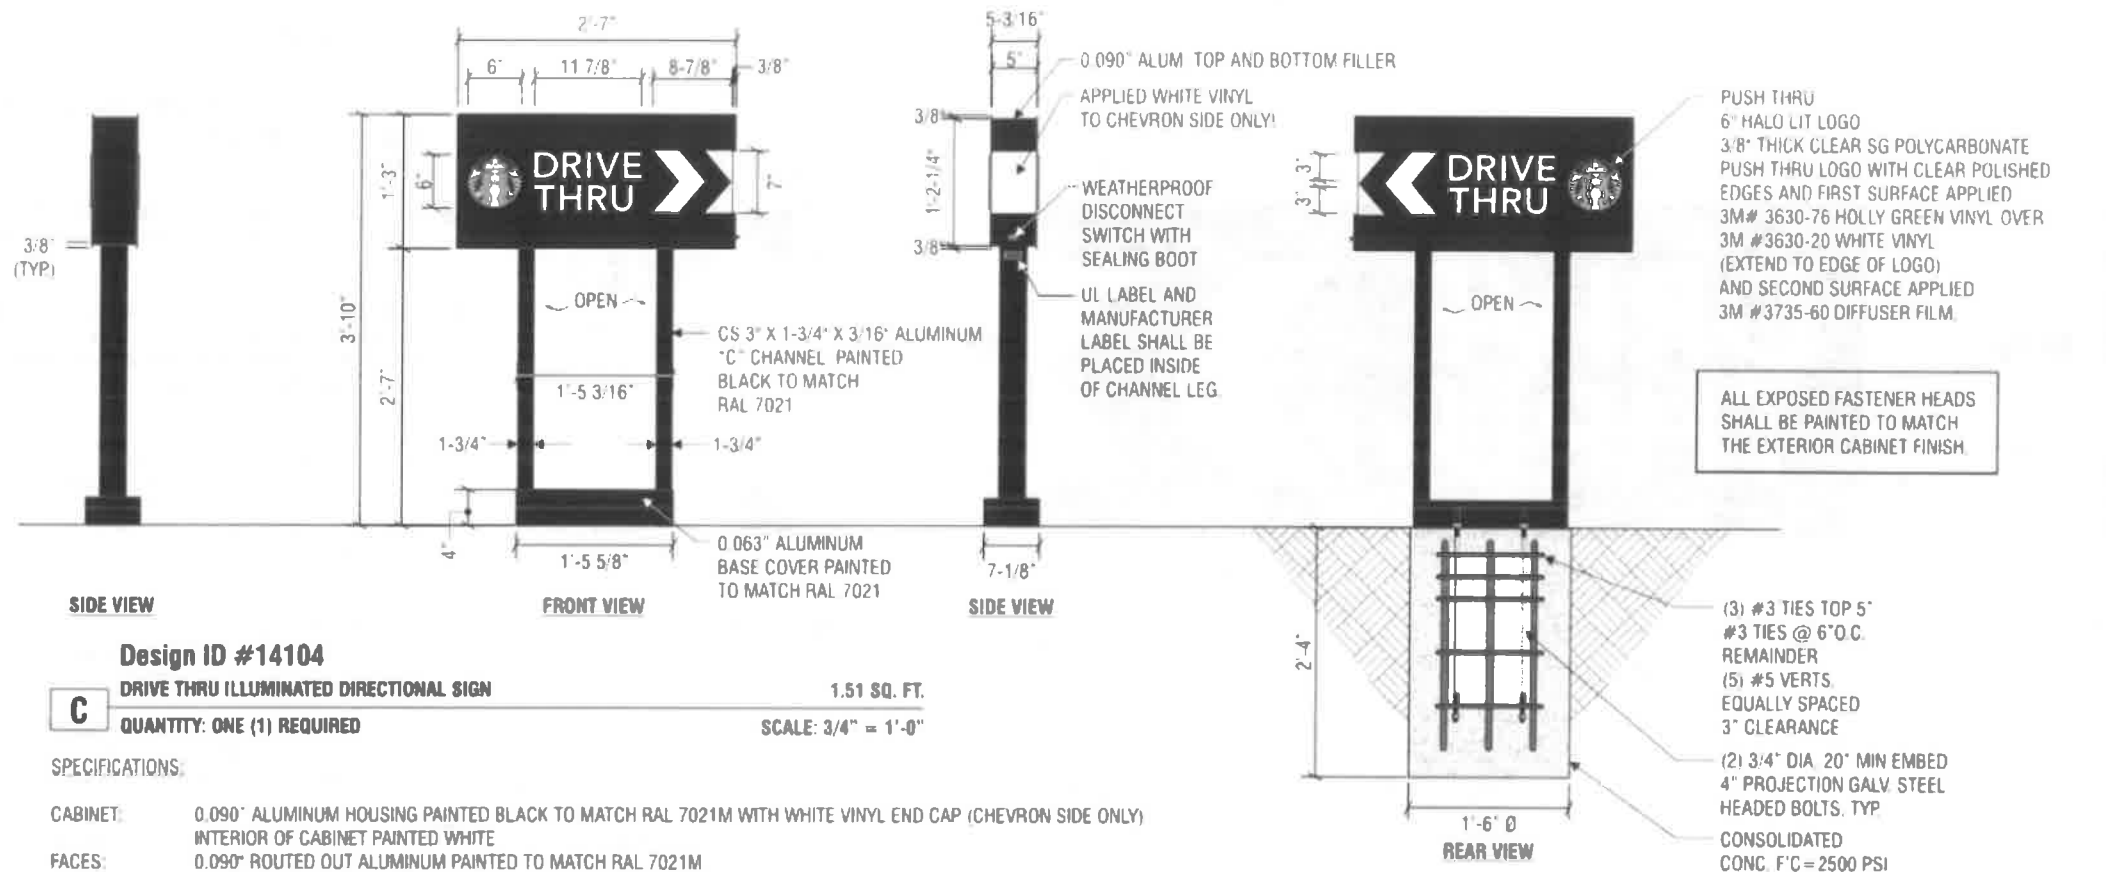 2'-7"
6"
11 7/8"
8-7/8"
3/8"
1'-3"
6"
7"
DRIVE
THRU
3'-10"
2'-7"
OPEN
1'-5 3/16"
1-3/4"
1-3/4"
4"
1'-5 5/8"
CS 3" X 1-3/4" X 3/16" ALUMINUM
"C" CHANNEL PAINTED
BLACK TO MATCH
RAL 7021
0.063" ALUMINUM
BASE COVER PAINTED
TO MATCH RAL 7021
3/8"
(TYP.)
SIDE VIEW
FRONT VIEW
5-3/16"
5"
3/8"
1'-2-1/4"
3/8"
7-1/8"
SIDE VIEW
0.090" ALUM TOP AND BOTTOM FILLER
APPLIED WHITE VINYL
TO CHEVRON SIDE ONLY!
WEATHERPROOF
DISCONNECT
SWITCH WITH
SEALING BOOT
UL LABEL AND
MANUFACTURER
LABEL SHALL BE
PLACED INSIDE
OF CHANNEL LEG.
3"
3"
DRIVE
THRU
OPEN
2'-4"
1'-6" Ø
REAR VIEW
PUSH THRU
6" HALO LIT LOGO
3/8" THICK CLEAR SG POLYCARBONATE
PUSH THRU LOGO WITH CLEAR POLISHED
EDGES AND FIRST SURFACE APPLIED
3M# 3630-76 HOLLY GREEN VINYL OVER
3M #3630-20 WHITE VINYL
(EXTEND TO EDGE OF LOGO)
AND SECOND SURFACE APPLIED
3M #3735-60 DIFFUSER FILM.
ALL EXPOSED FASTENER HEADS
SHALL BE PAINTED TO MATCH
THE EXTERIOR CABINET FINISH.
(3) #3 TIES TOP 5"
#3 TIES @ 6"O.C.
REMAINDER
(5) #5 VERTS.
EQUALLY SPACED
3" CLEARANCE
(2) 3/4" DIA. 20" MIN EMBED
4" PROJECTION GALV. STEEL
HEADED BOLTS, TYP.
CONSOLIDATED
CONC. F'C=2500 PSI
Design ID #14104
C
DRIVE THRU ILLUMINATED DIRECTIONAL SIGN 1.51 SQ. FT.
QUANTITY: ONE (1) REQUIRED SCALE: 3/4" = 1'-0"
SPECIFICATIONS:
CABINET: 0.090" ALUMINUM HOUSING PAINTED BLACK TO MATCH RAL 7021M WITH WHITE VINYL END CAP (CHEVRON SIDE ONLY)
INTERIOR OF CABINET PAINTED WHITE
FACES: 0.090" ROUTED OUT ALUMINUM PAINTED TO MATCH RAL 7021M